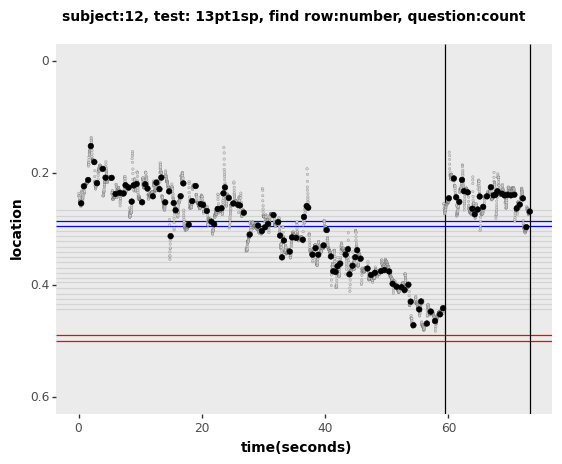 subject:12, test: 13pt1sp, find row:number, question:count
0
0.2
0.4
0.6
location
0
20
40
60
time(seconds)